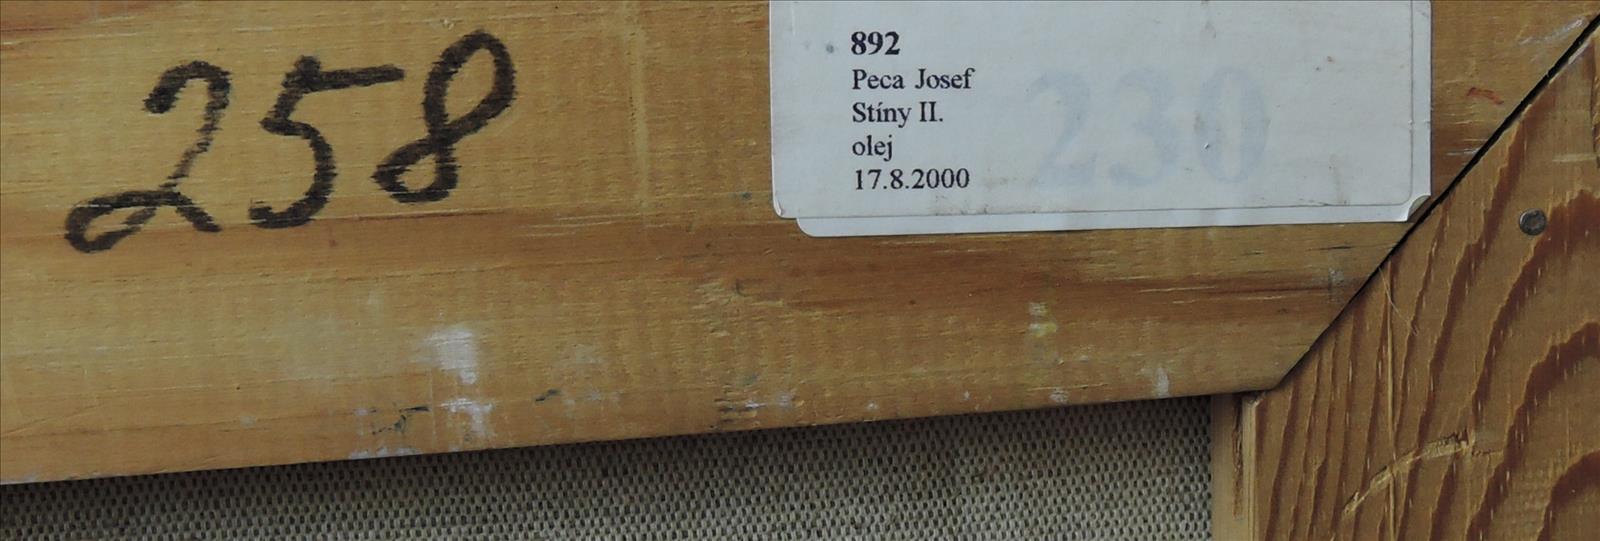 258
892
Peca Josef
Stíny II.
olej
17.8.2000
230